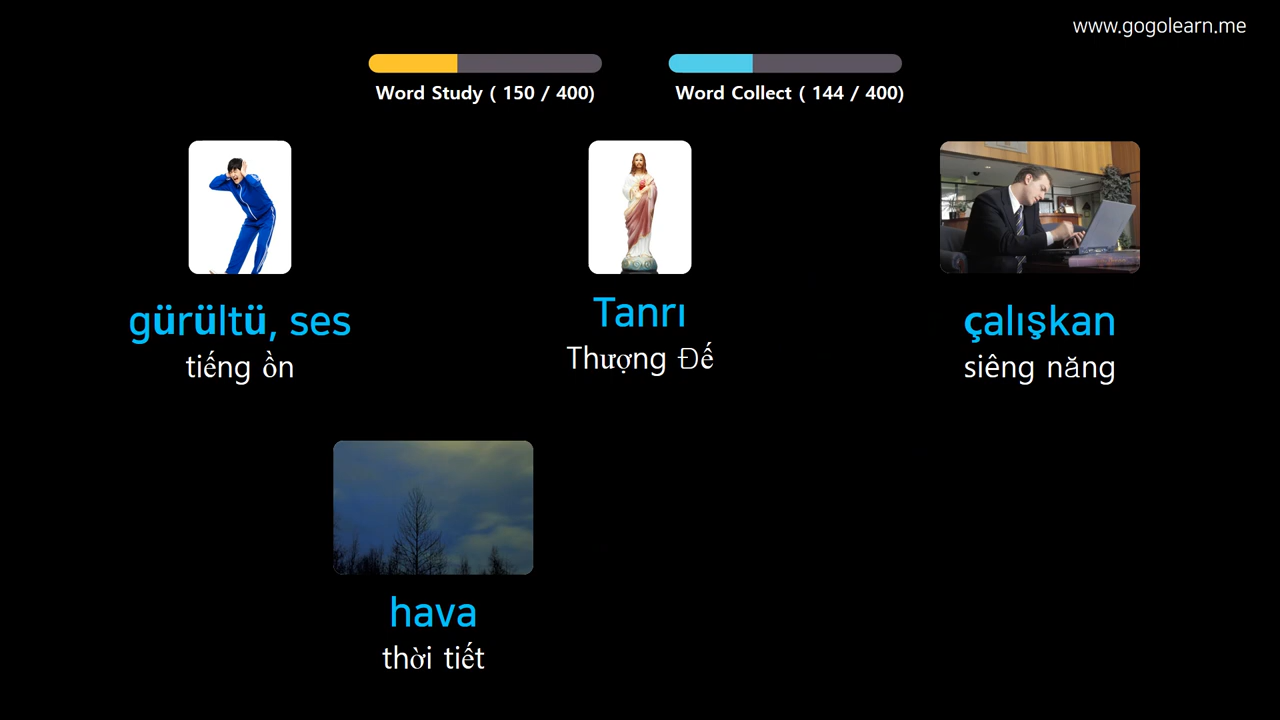 www.gogolearn.me
Word Study ( 150 / 400)
Word Collect ( 144 / 400)
gürültü, ses
tiếng ồn
Tanrı
Thượng Đế
çalışkan
siêng năng
hava
thời tiết